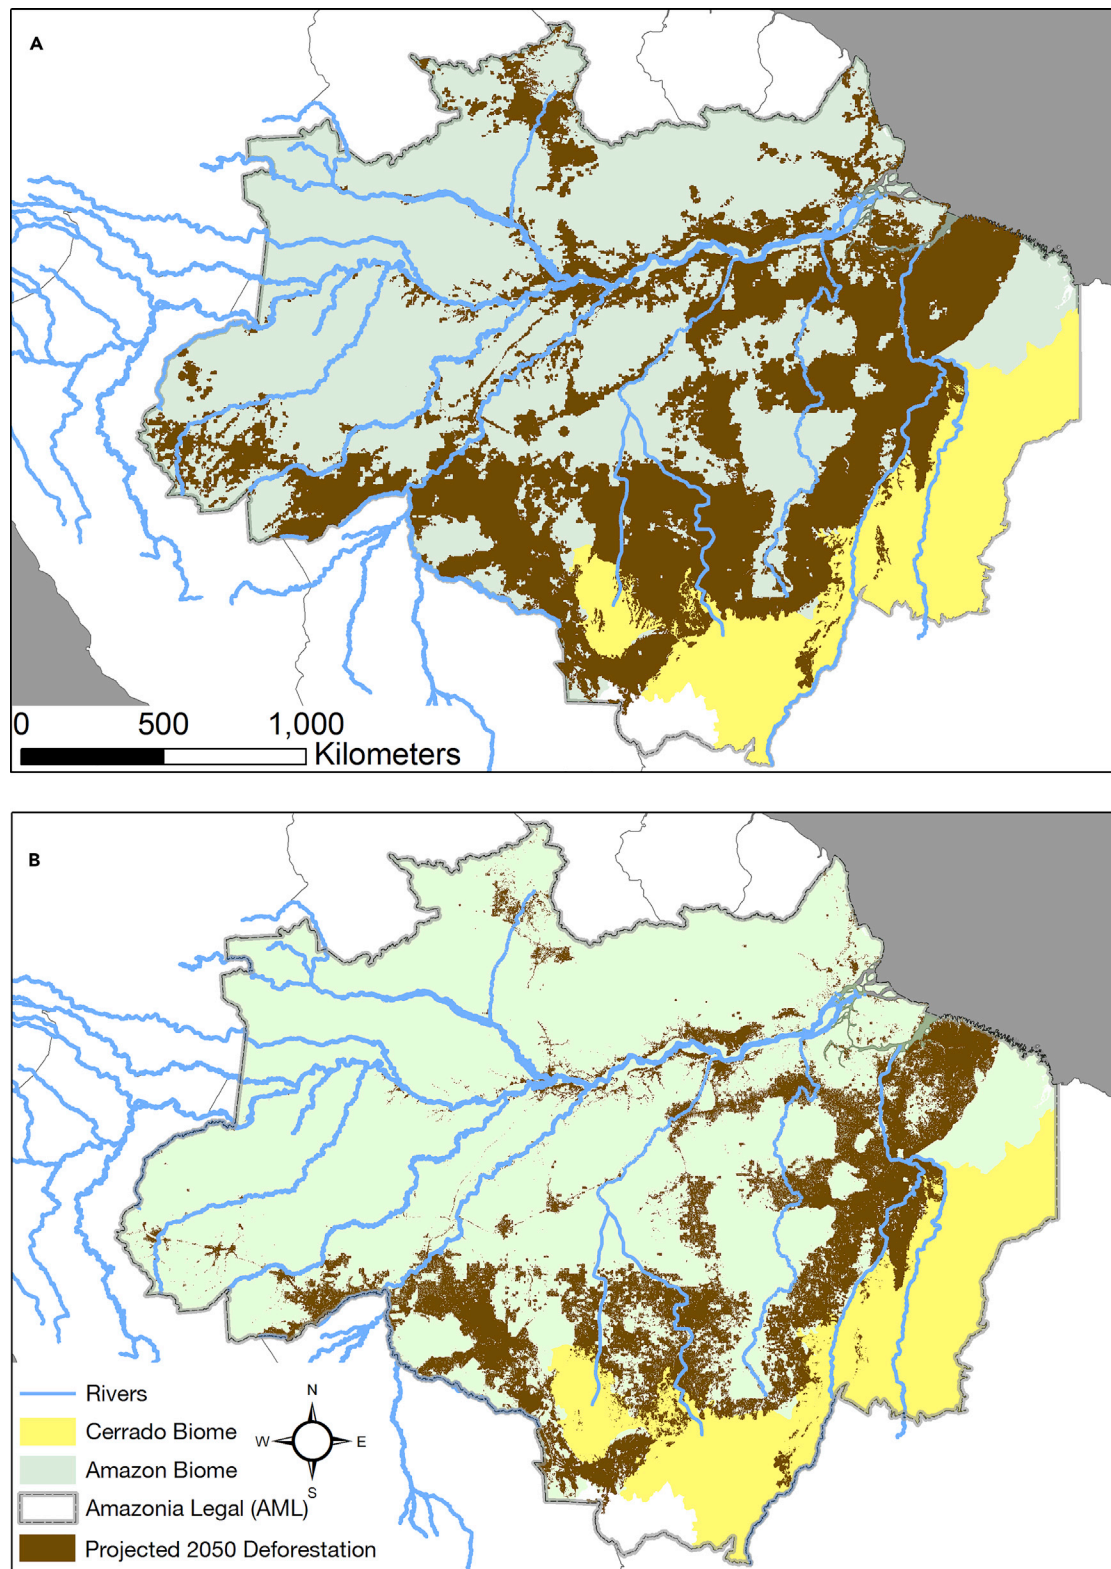 A
0 500 1,000
Kilometers
B
Rivers
Cerrado Biome
Amazon Biome
Amazonia Legal (AML)
Projected 2050 Deforestation
N
W E
S